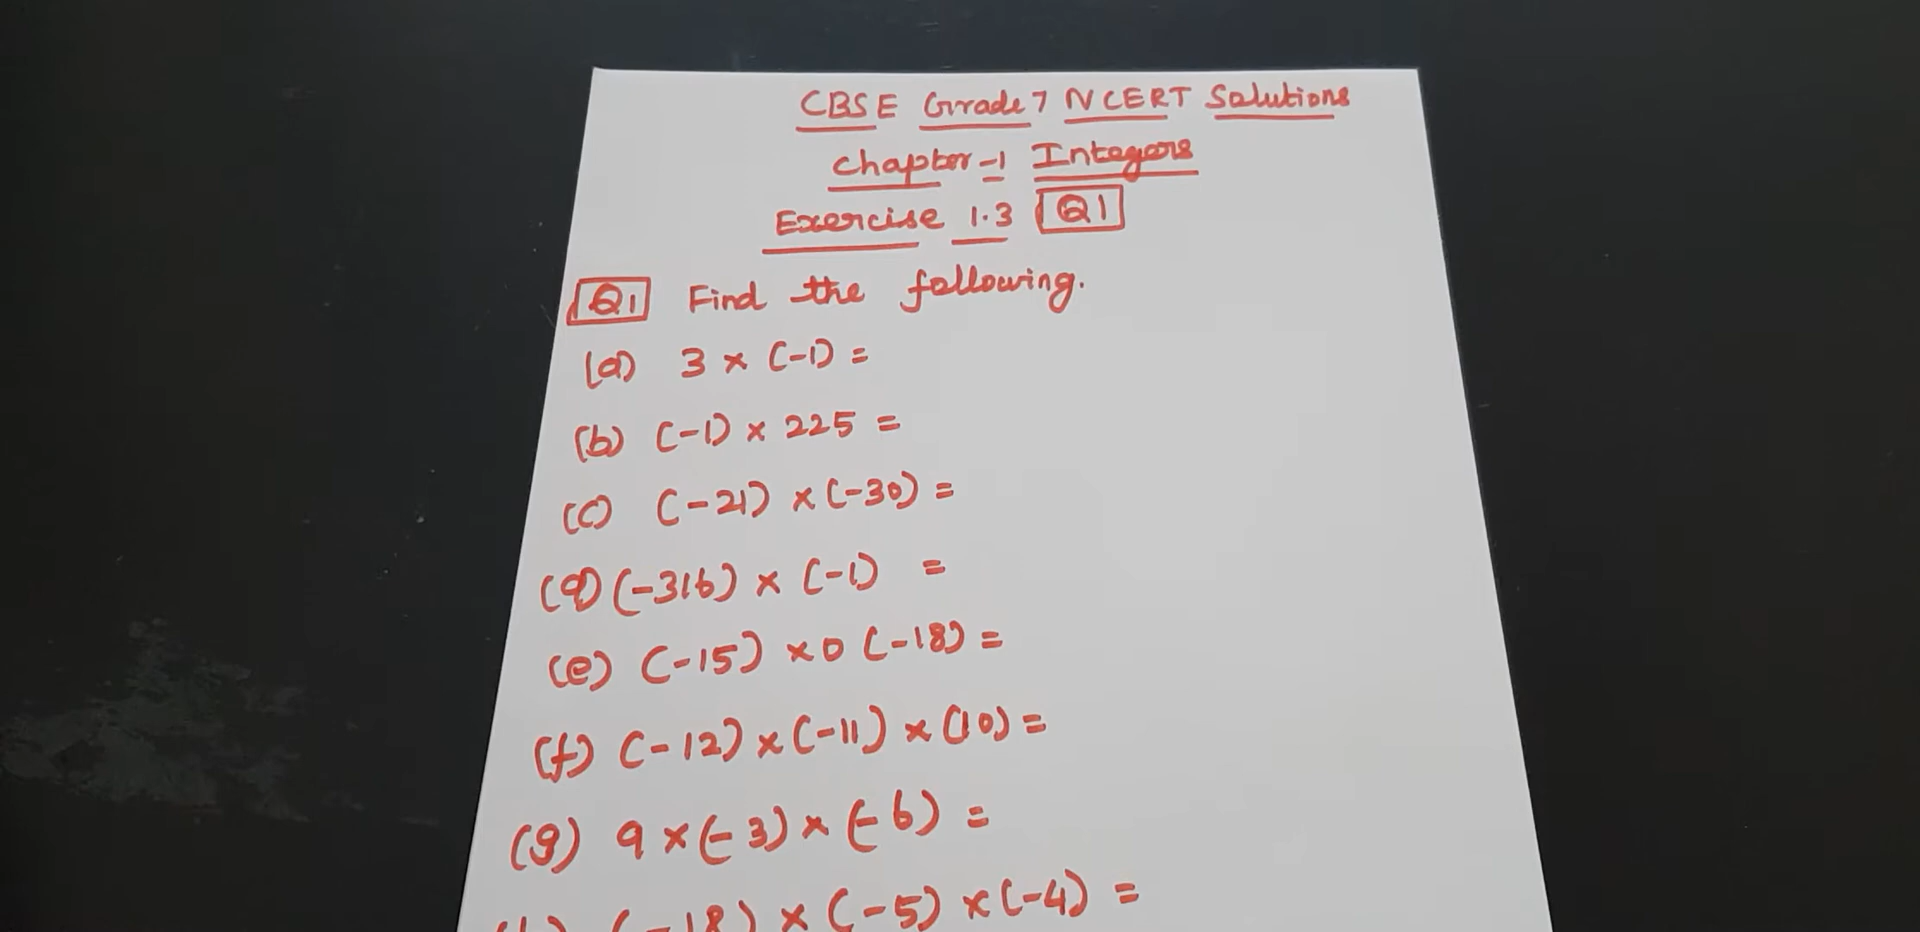 CBSE Grade 7 NCERT Solutions
Chapter-1 Integers
Exercise 1.3 Q1
Q1 Find the following.
(a) 3 × (-1) =
(b) (-1) × 225 =
(c) (-21) × (-30) =
(d) (-316) × (-1) =
(e) (-15) × 0 (-18) =
(f) (-12) × (-11) × (10) =
(g) 9 × (-3) × (-6) =
(-18) × (-5) × (-4) =